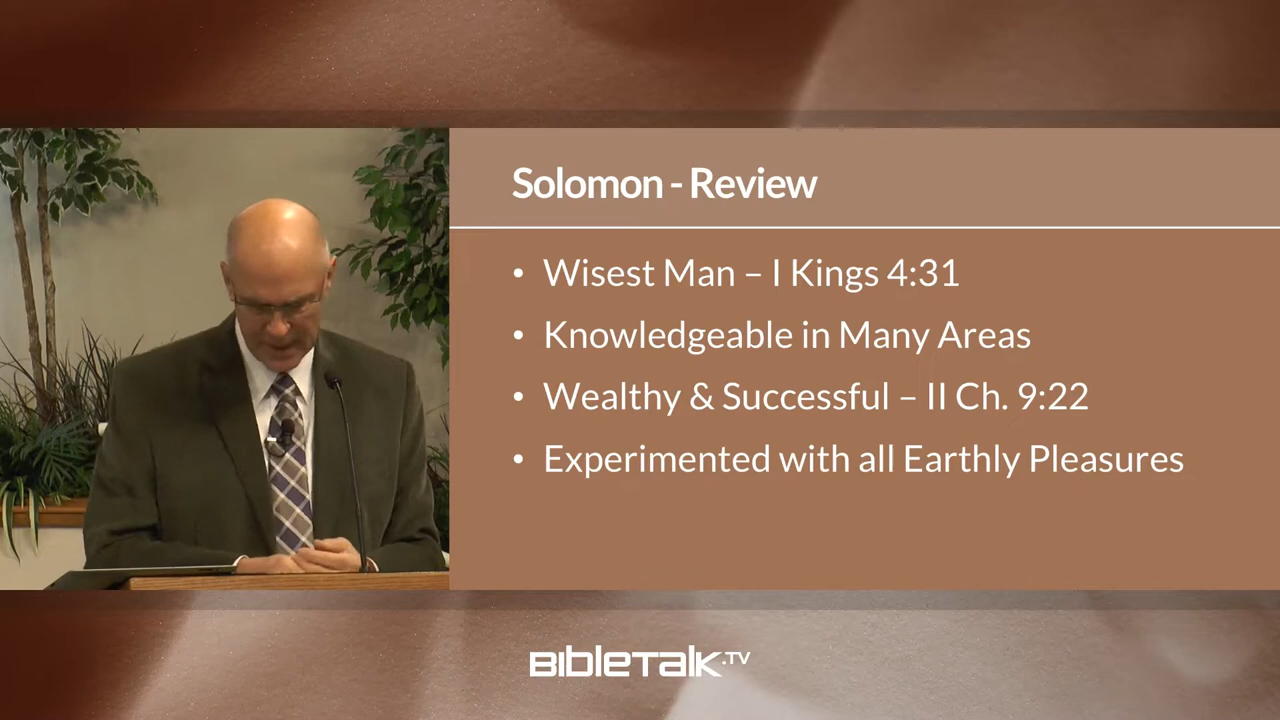 Solomon - Review
• Wisest Man – I Kings 4:31
• Knowledgeable in Many Areas
• Wealthy & Successful – II Ch. 9:22
• Experimented with all Earthly Pleasures
BIBLETALK.TV